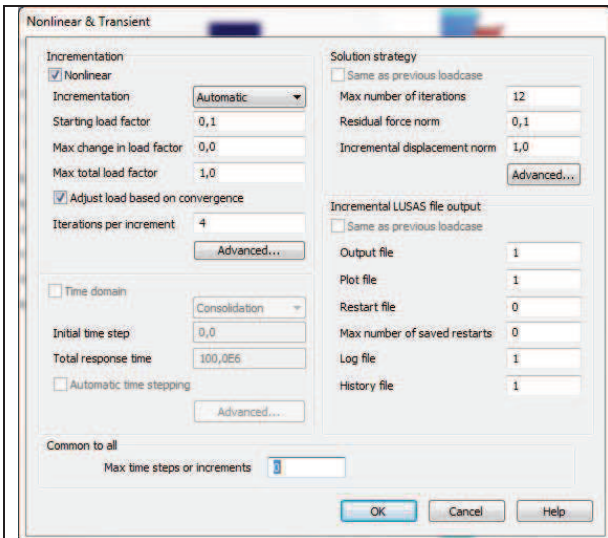 Nonlinear & Transient
Incrementation
Nonlinear
Incrementation Automatic
Starting load factor 0,1
Max change in load factor 0,0
Max total load factor 1,0
Adjust load based on convergence
Iterations per increment 4
Advanced...
Time domain
Consolidation
Initial time step 0,0
Total response time 100,0E6
Automatic time stepping
Advanced...
Solution strategy
Same as previous loadcase
Max number of iterations 12
Residual force norm 0,1
Incremental displacement norm 1,0
Advanced...
Incremental LUSAS file output
Same as previous loadcase
Output file 1
Plot file 1
Restart file 0
Max number of saved restarts 0
Log file 1
History file 1
Common to all
Max time steps or increments 0
OK Cancel Help